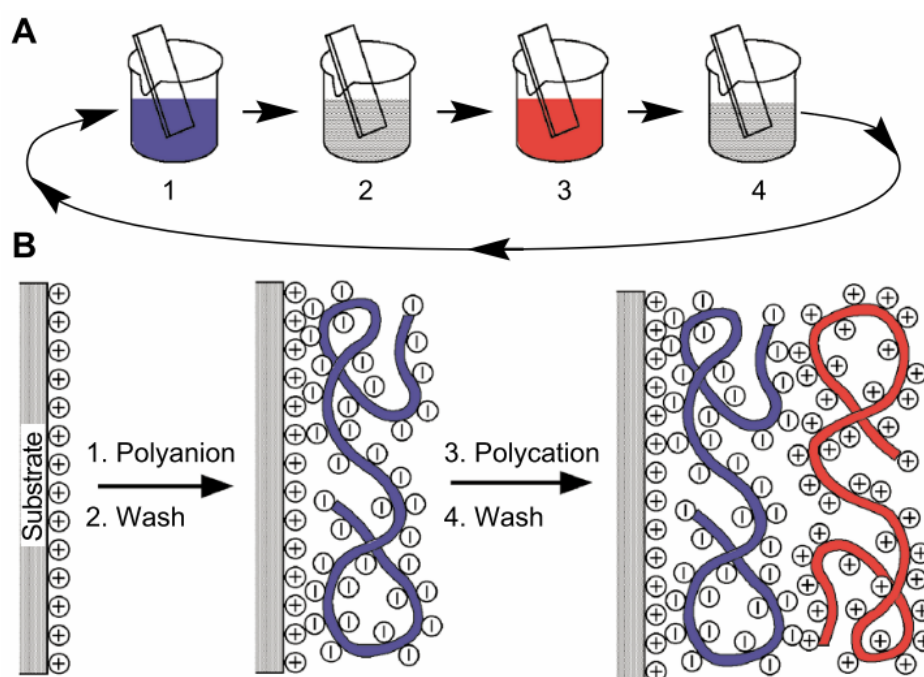 A
1
2
3
4
B
Substrate
1. Polyanion
2. Wash
3. Polycation
4. Wash